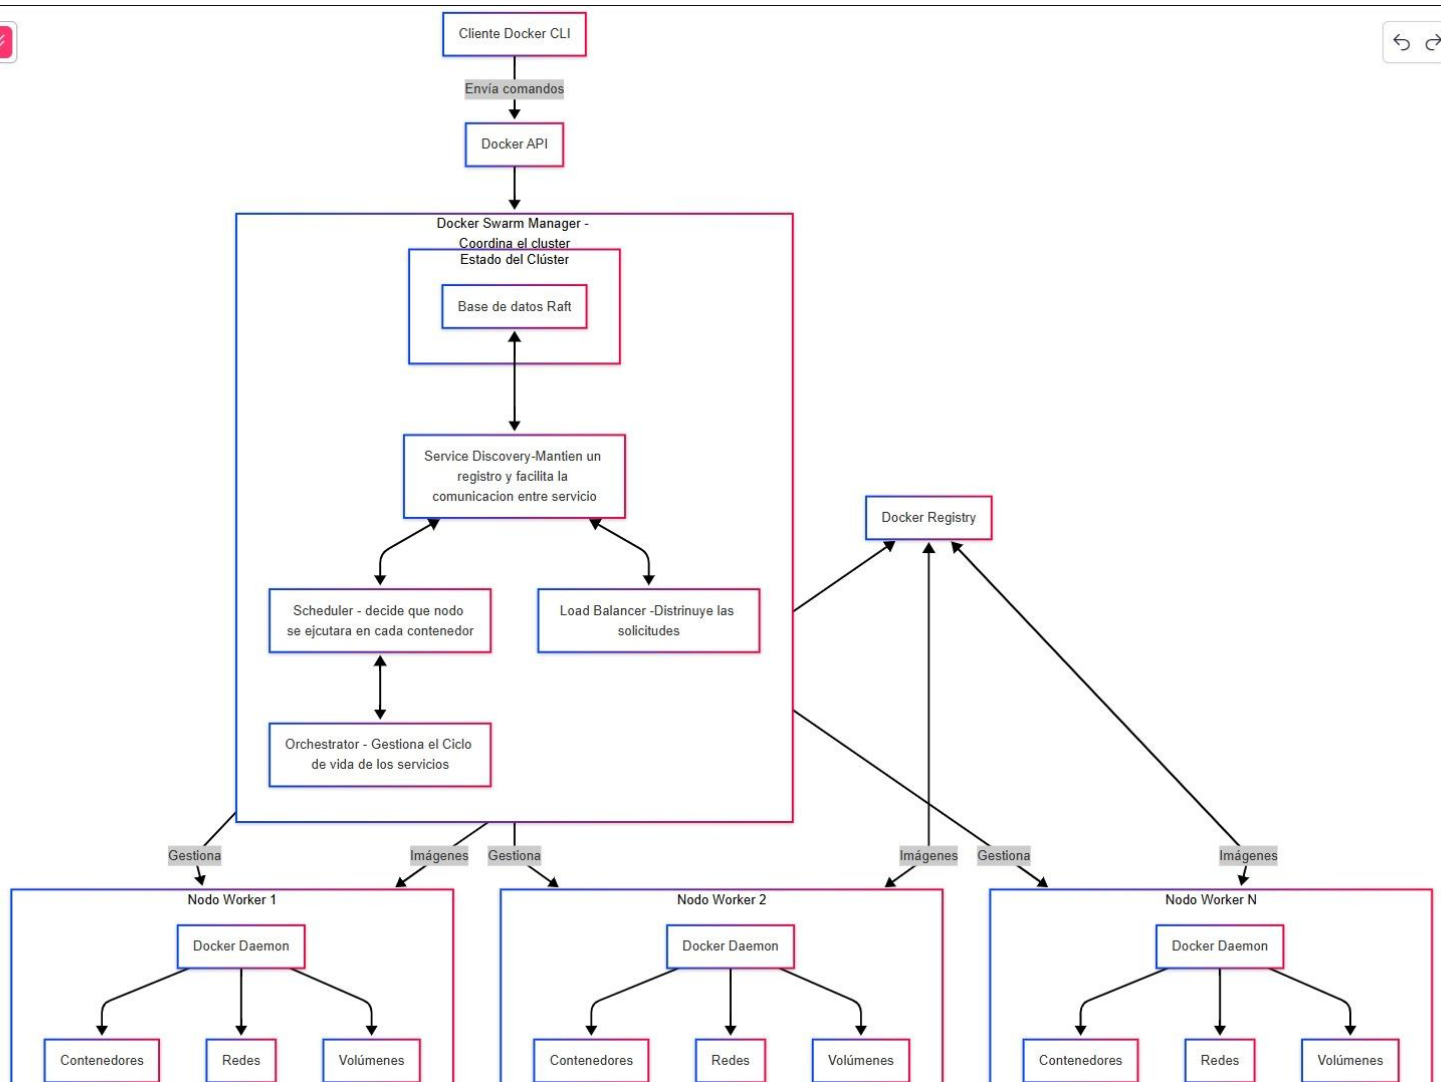 Cliente Docker CLI
Envía comandos
Docker API
Docker Swarm Manager -
Coordina el cluster
Estado del Clúster
Base de datos Raft
Service Discovery-Mantien un
registro y facilita la
comunicacion entre servicio
Docker Registry
Scheduler - decide que nodo
se ejcutara en cada contenedor
Load Balancer -Distrinuye las
solicitudes
Orchestrator - Gestiona el Ciclo
de vida de los servicios
Gestiona
Imágenes
Gestiona
Imágenes
Gestiona
Imágenes
Nodo Worker 1
Docker Daemon
Contenedores
Redes
Volúmenes
Nodo Worker 2
Docker Daemon
Contenedores
Redes
Volúmenes
Nodo Worker N
Docker Daemon
Contenedores
Redes
Volúmenes